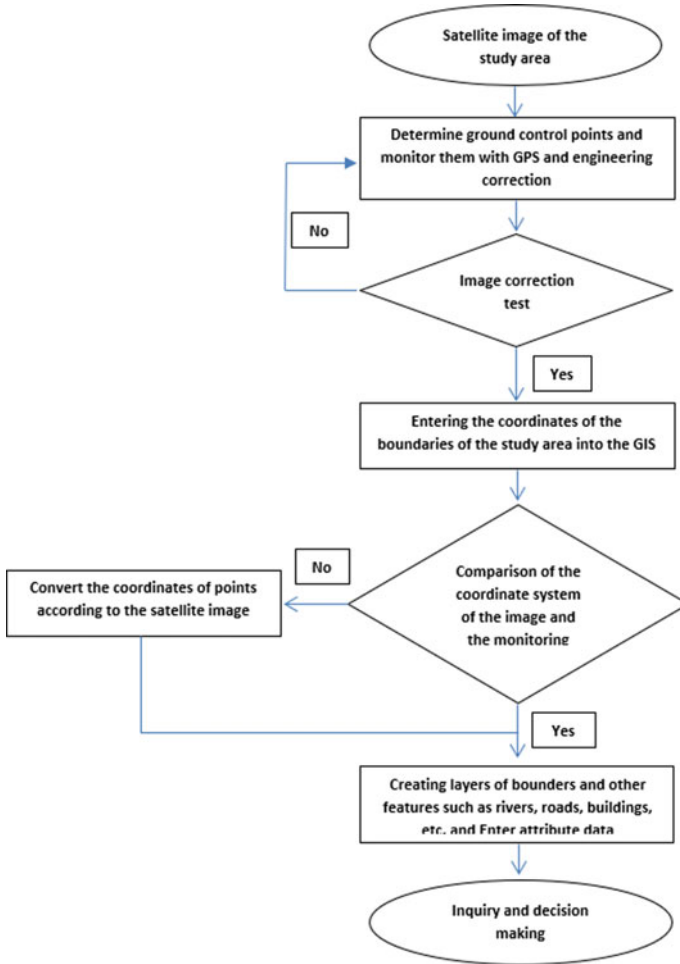 Satellite image of the
study area
Determine ground control points and
monitor them with GPS and engineering
correction
No
Image correction
test
Yes
Entering the coordinates of the
boundaries of the study area into the GIS
No
Convert the coordinates of points
according to the satellite image
Comparison of the
coordinate system
of the image and
the monitoring
Yes
Creating layers of bounders and other
features such as rivers, roads, buildings,
etc. and Enter attribute data
Inquiry and decision
making